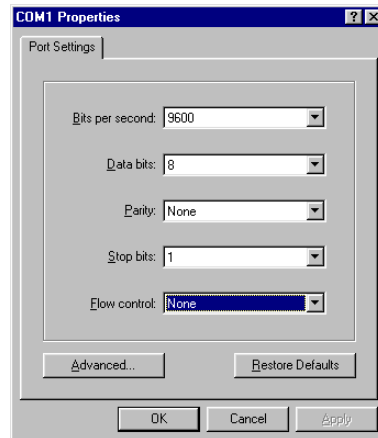 COM1 Properties
Port Settings
Bits per second: 9600
Data bits: 8
Parity: None
Stop bits: 1
Flow control: None
Advanced... Restore Defaults
OK Cancel Apply